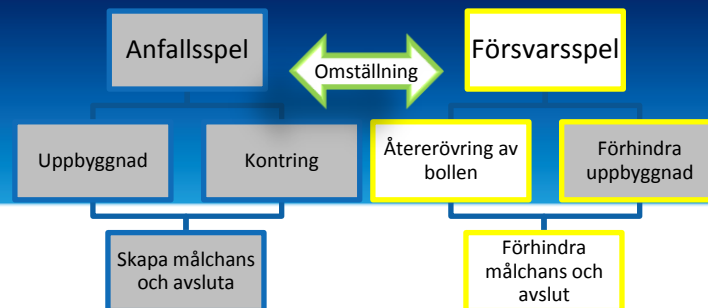 Anfallsspel
Omställning
Försvarsspel
Uppbyggnad
Kontring
Återerövring av
bollen
Förhindra
uppbyggnad
Skapa målchans
och avsluta
Förhindra
målchans och
avslut